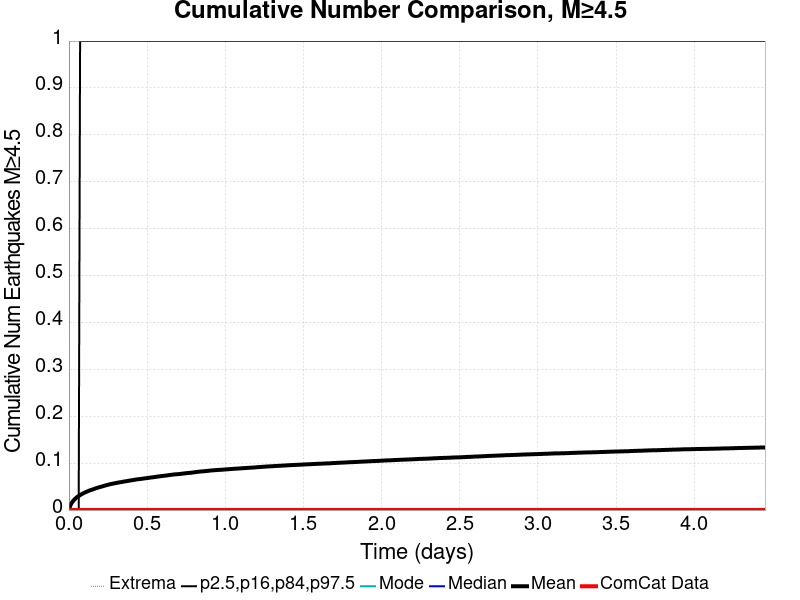 Cumulative Number Comparison, M≥4.5
Cumulative Num Earthquakes M≥4.5
1
0.9
0.8
0.7
0.6
0.5
0.4
0.3
0.2
0.1
0
0.0 0.5 1.0 1.5 2.0 2.5 3.0 3.5 4.0
Time (days)
Extrema p2.5,p16,p84,p97.5 Mode Median Mean ComCat Data